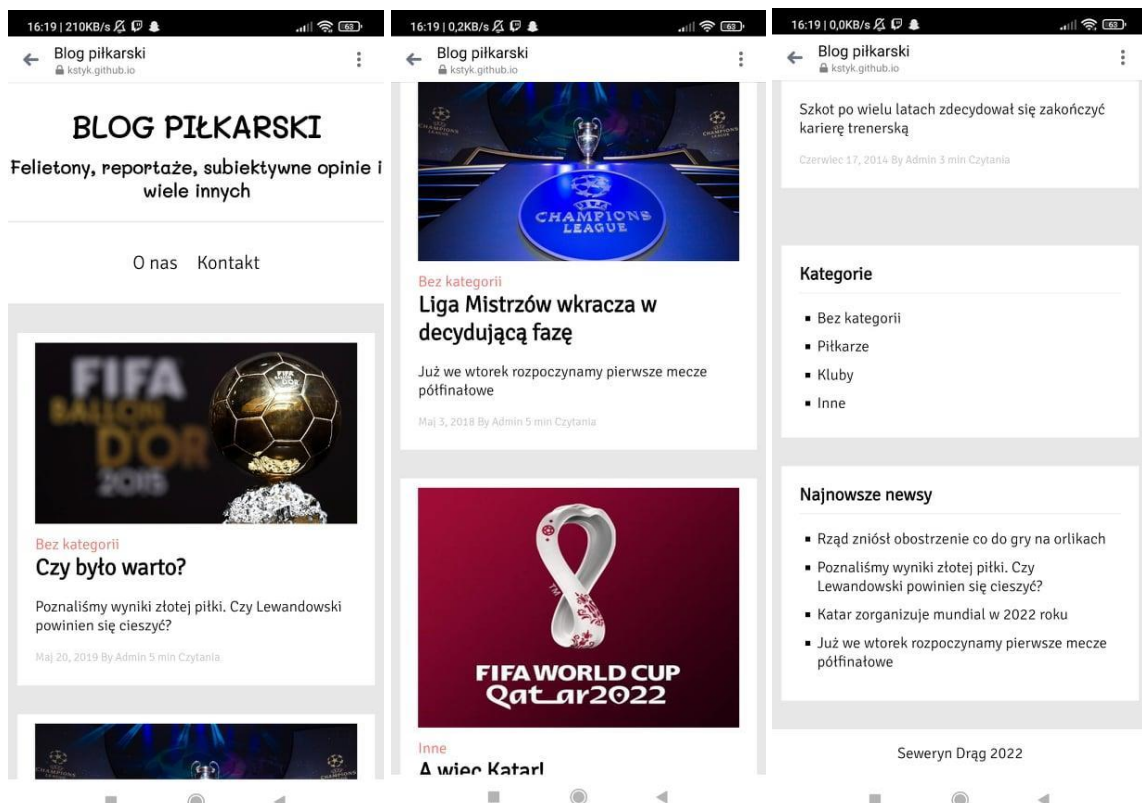 16:19 | 210KB/s
63
Blog piłkarski
kstyk.github.io
BLOG PIŁKARSKI
Felietony, reportaże, subiektywne opinie i
wiele innych
O nas Kontakt
FIFA
BALLON
D'OR
2015
Bez kategorii
Czy było warto?
Poznaliśmy wyniki złotej piłki. Czy Lewandowski
powinien się cieszyć?
Maj 20, 2019 By Admin 5 min Czytania
16:19 | 0,2KB/s
63
Blog piłkarski
kstyk.github.io
CHAMPIONS
LEAGUE
Bez kategorii
Liga Mistrzów wkracza w
decydującą fazę
Już we wtorek rozpoczynamy pierwsze mecze
półfinałowe
Maj 3, 2018 By Admin 5 min Czytania
TM
FIFA WORLD CUP
Qatar2022
Inne
A więc Katar!
16:19 | 0,0KB/s
63
Blog piłkarski
kstyk.github.io
Szkot po wielu latach zdecydował się zakończyć
karierę trenerską
Czerwiec 17, 2014 By Admin 3 min Czytania
Kategorie
Bez kategorii
Piłkarze
Kluby
Inne
Najnowsze newsy
Rząd zniósł obostrzenie co do gry na orlikach
Poznaliśmy wyniki złotej piłki. Czy
Lewandowski powinien się cieszyć?
Katar zorganizuje mundial w 2022 roku
Już we wtorek rozpoczynamy pierwsze mecze
półfinałowe
Seweryn Drąg 2022